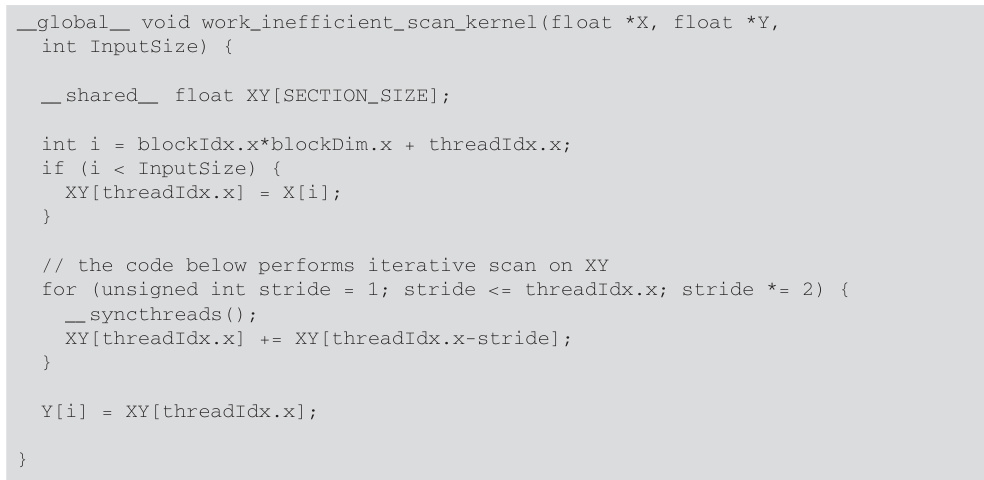 __global__ void work_inefficient_scan_kernel(float *X, float *Y,
int InputSize) {
__shared__ float XY[SECTION_SIZE];
int i = blockIdx.x*blockDim.x + threadIdx.x;
if (i < InputSize) {
XY[threadIdx.x] = X[i];
}
// the code below performs iterative scan on XY
for (unsigned int stride = 1; stride <= threadIdx.x; stride *= 2) {
__syncthreads();
XY[threadIdx.x] += XY[threadIdx.x-stride];
}
Y[i] = XY[threadIdx.x];
}